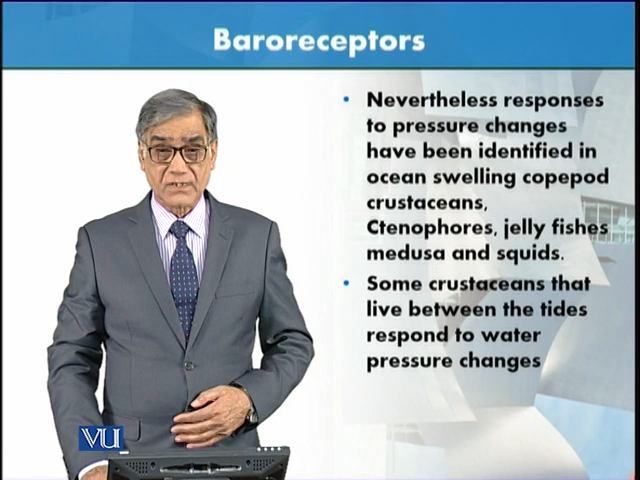 Baroreceptors
• Nevertheless responses
to pressure changes
have been identified in
ocean swelling copepod
crustaceans,
Ctenophores, jelly fishes
medusa and squids.
• Some crustaceans that
live between the tides
respond to water
pressure changes
VU